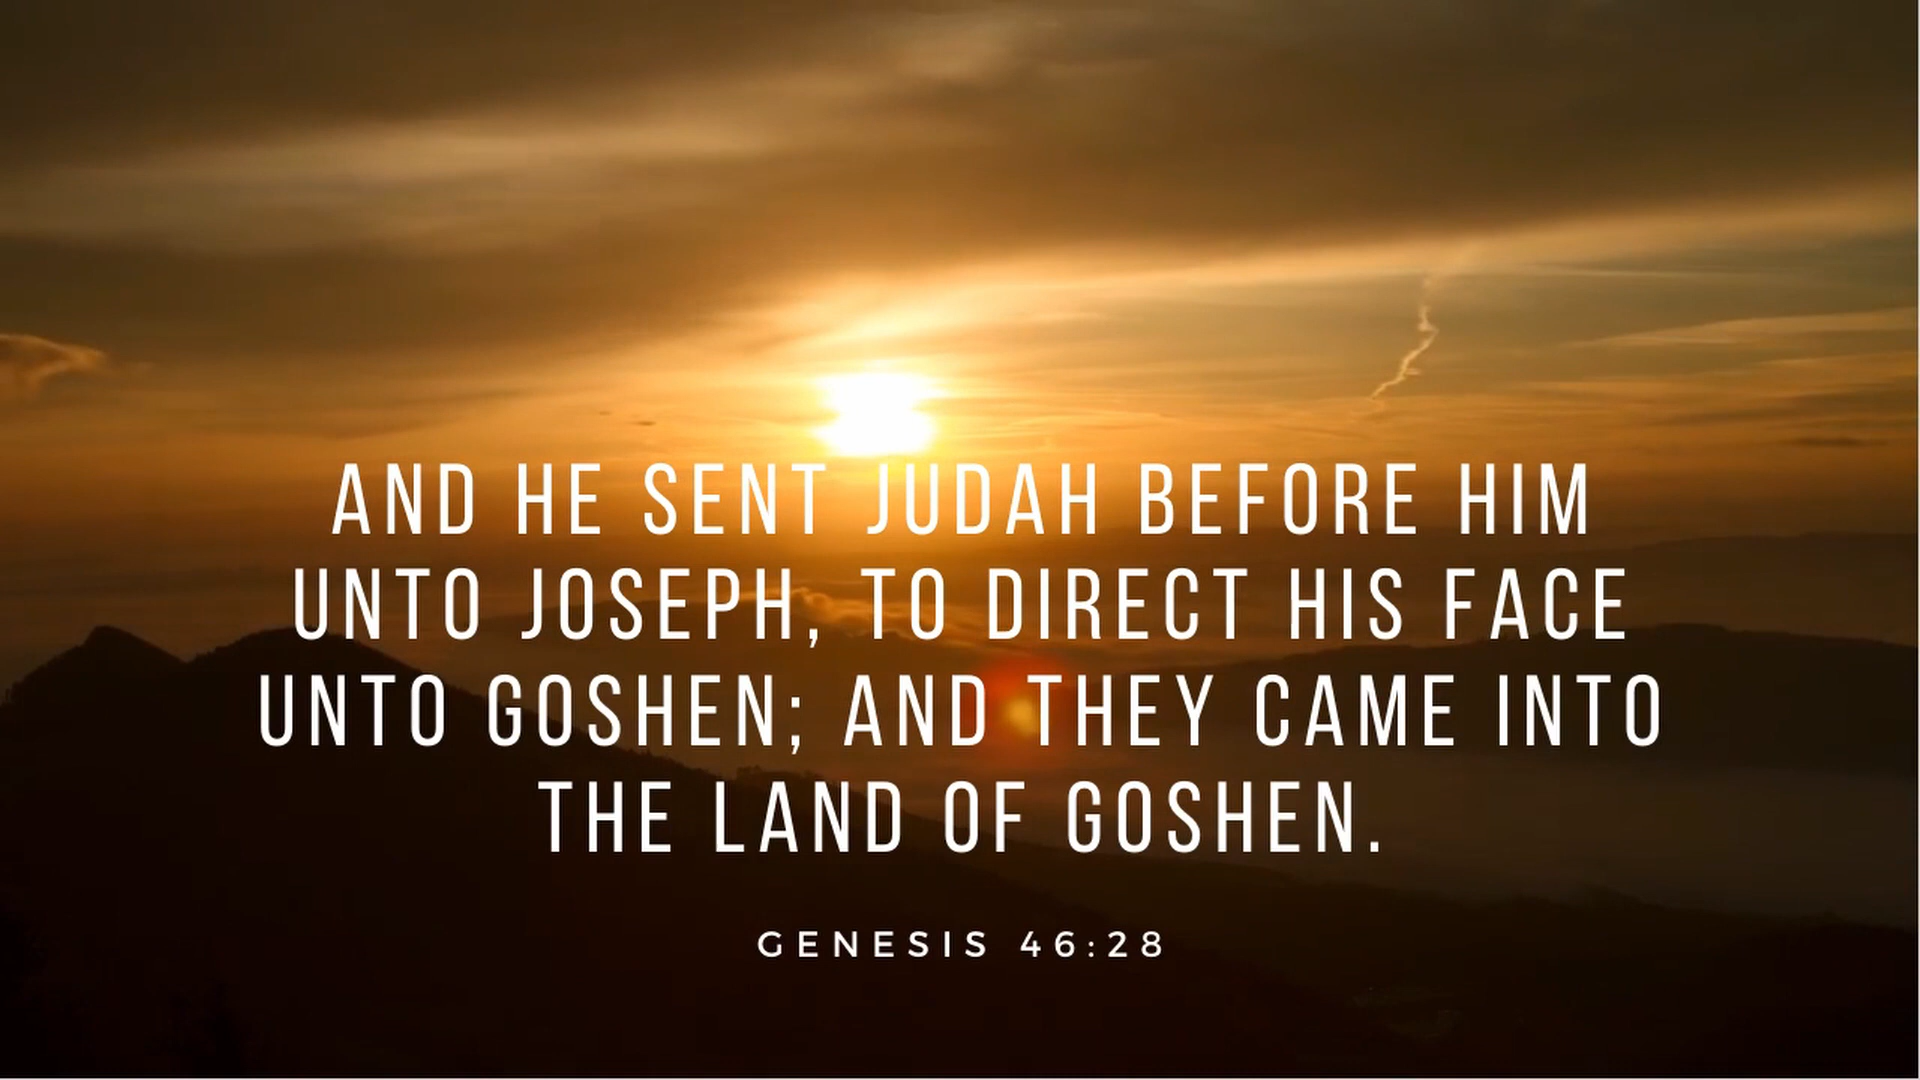 AND HE SENT JUDAH BEFORE HIM
UNTO JOSEPH, TO DIRECT HIS FACE
UNTO GOSHEN; AND THEY CAME INTO
THE LAND OF GOSHEN.
GENESIS 46:28